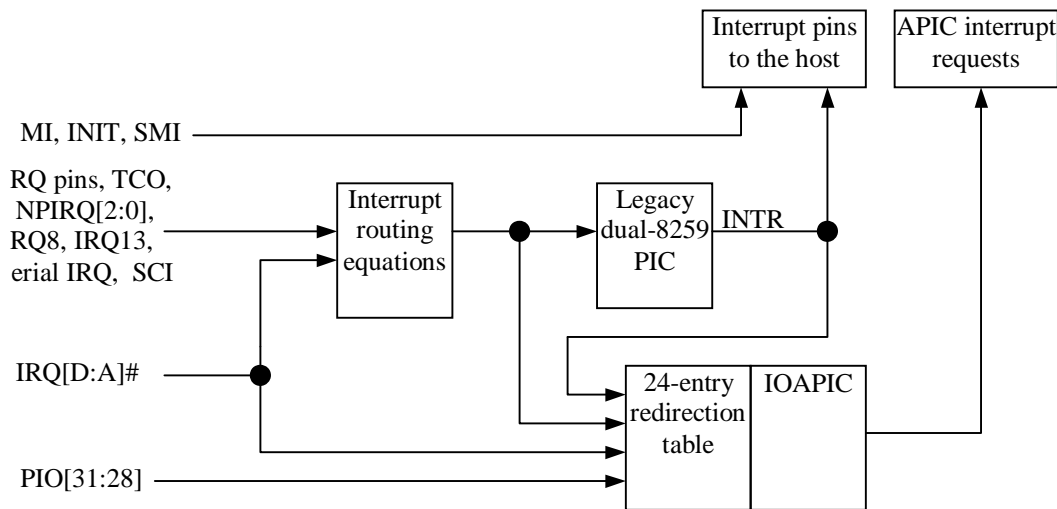 Interrupt pins
to the host
APIC interrupt
requests
MI, INIT, SMI
RQ pins, TCO,
NPIRQ[2:0],
RQ8, IRQ13,
erial IRQ, SCI
Interrupt
routing
equations
Legacy
dual-8259
PIC
INTR
IRQ[D:A]#
24-entry
redirection
table
IOAPIC
PIO[31:28]